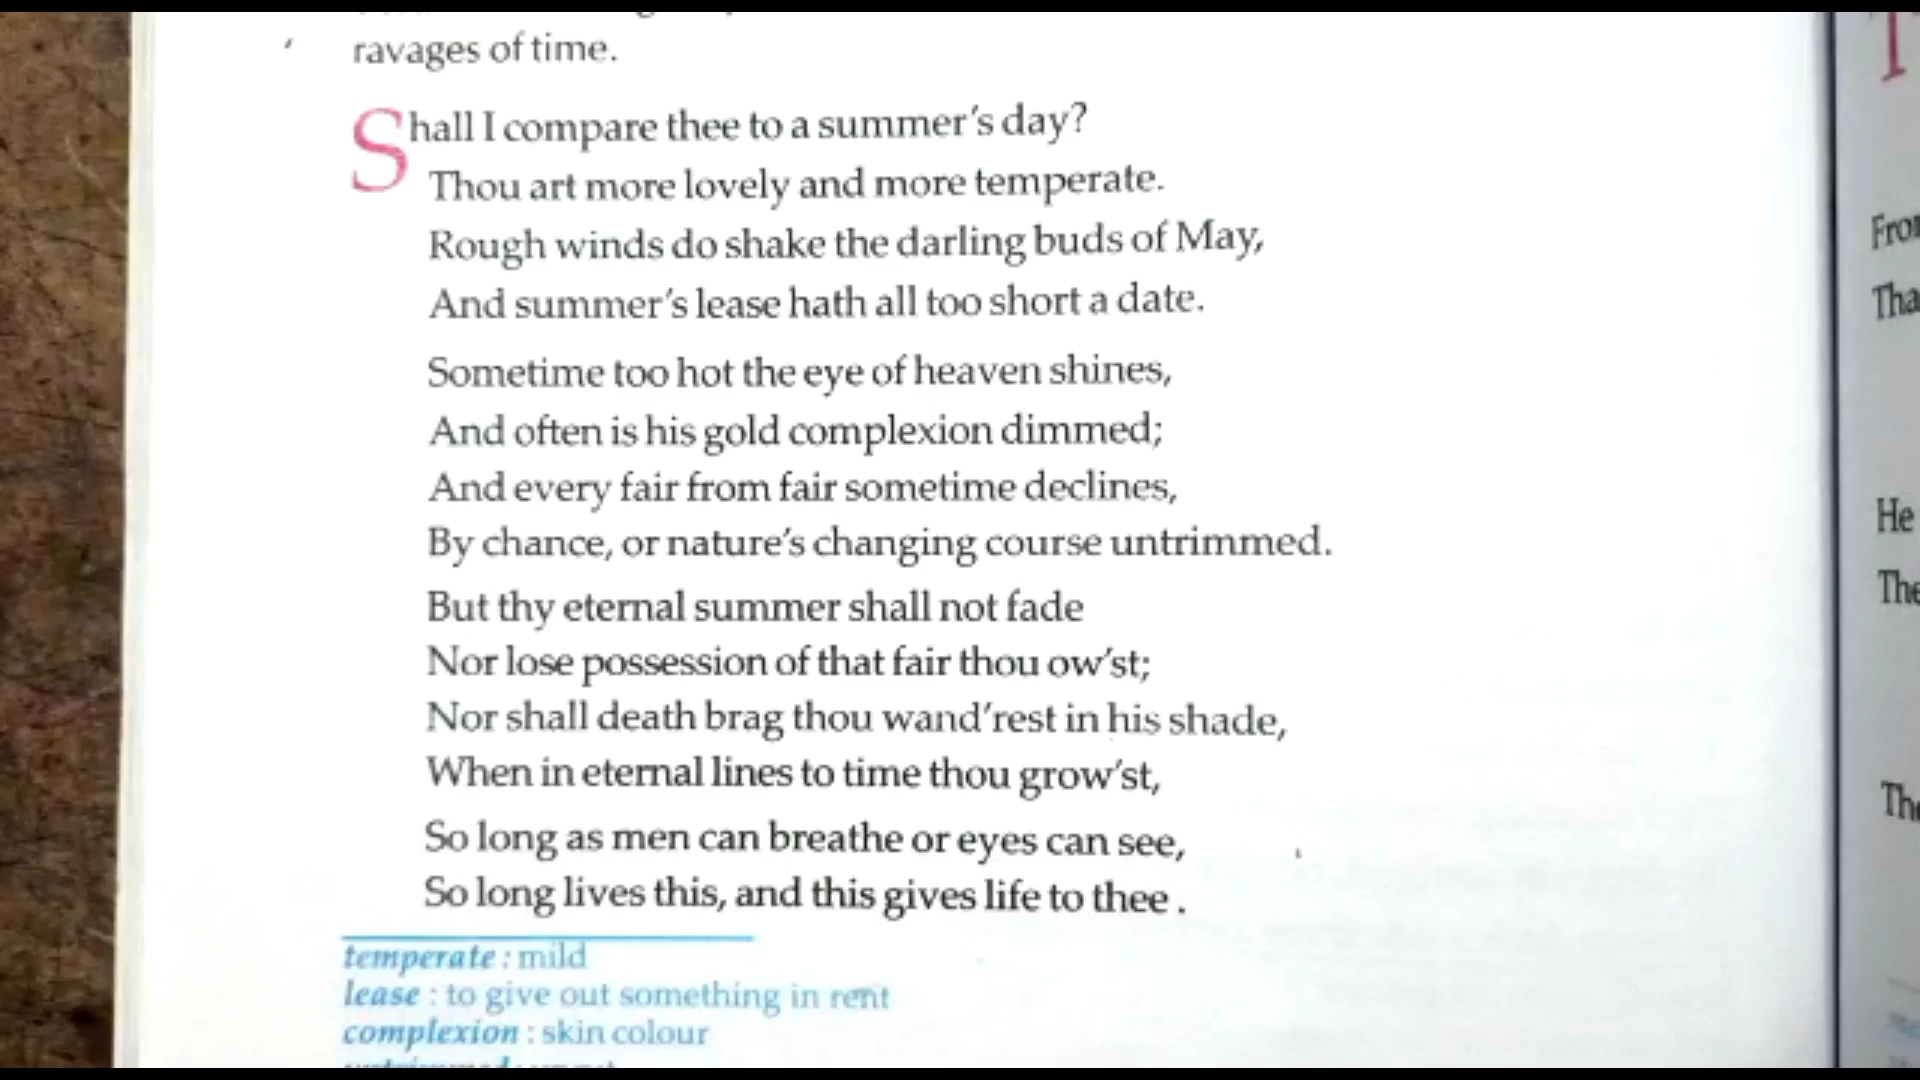 ravages of time.
Shall I compare thee to a summer's day?
Thou art more lovely and more temperate.
Rough winds do shake the darling buds of May,
And summer's lease hath all too short a date.
Sometime too hot the eye of heaven shines,
And often is his gold complexion dimmed;
And every fair from fair sometime declines,
By chance, or nature's changing course untrimmed.
But thy eternal summer shall not fade
Nor lose possession of that fair thou ow'st;
Nor shall death brag thou wand'rest in his shade,
When in eternal lines to time thou grow'st,
So long as men can breathe or eyes can see,
So long lives this, and this gives life to thee.
temperate : mild
lease : to give out something in rent
complexion : skin colour
He